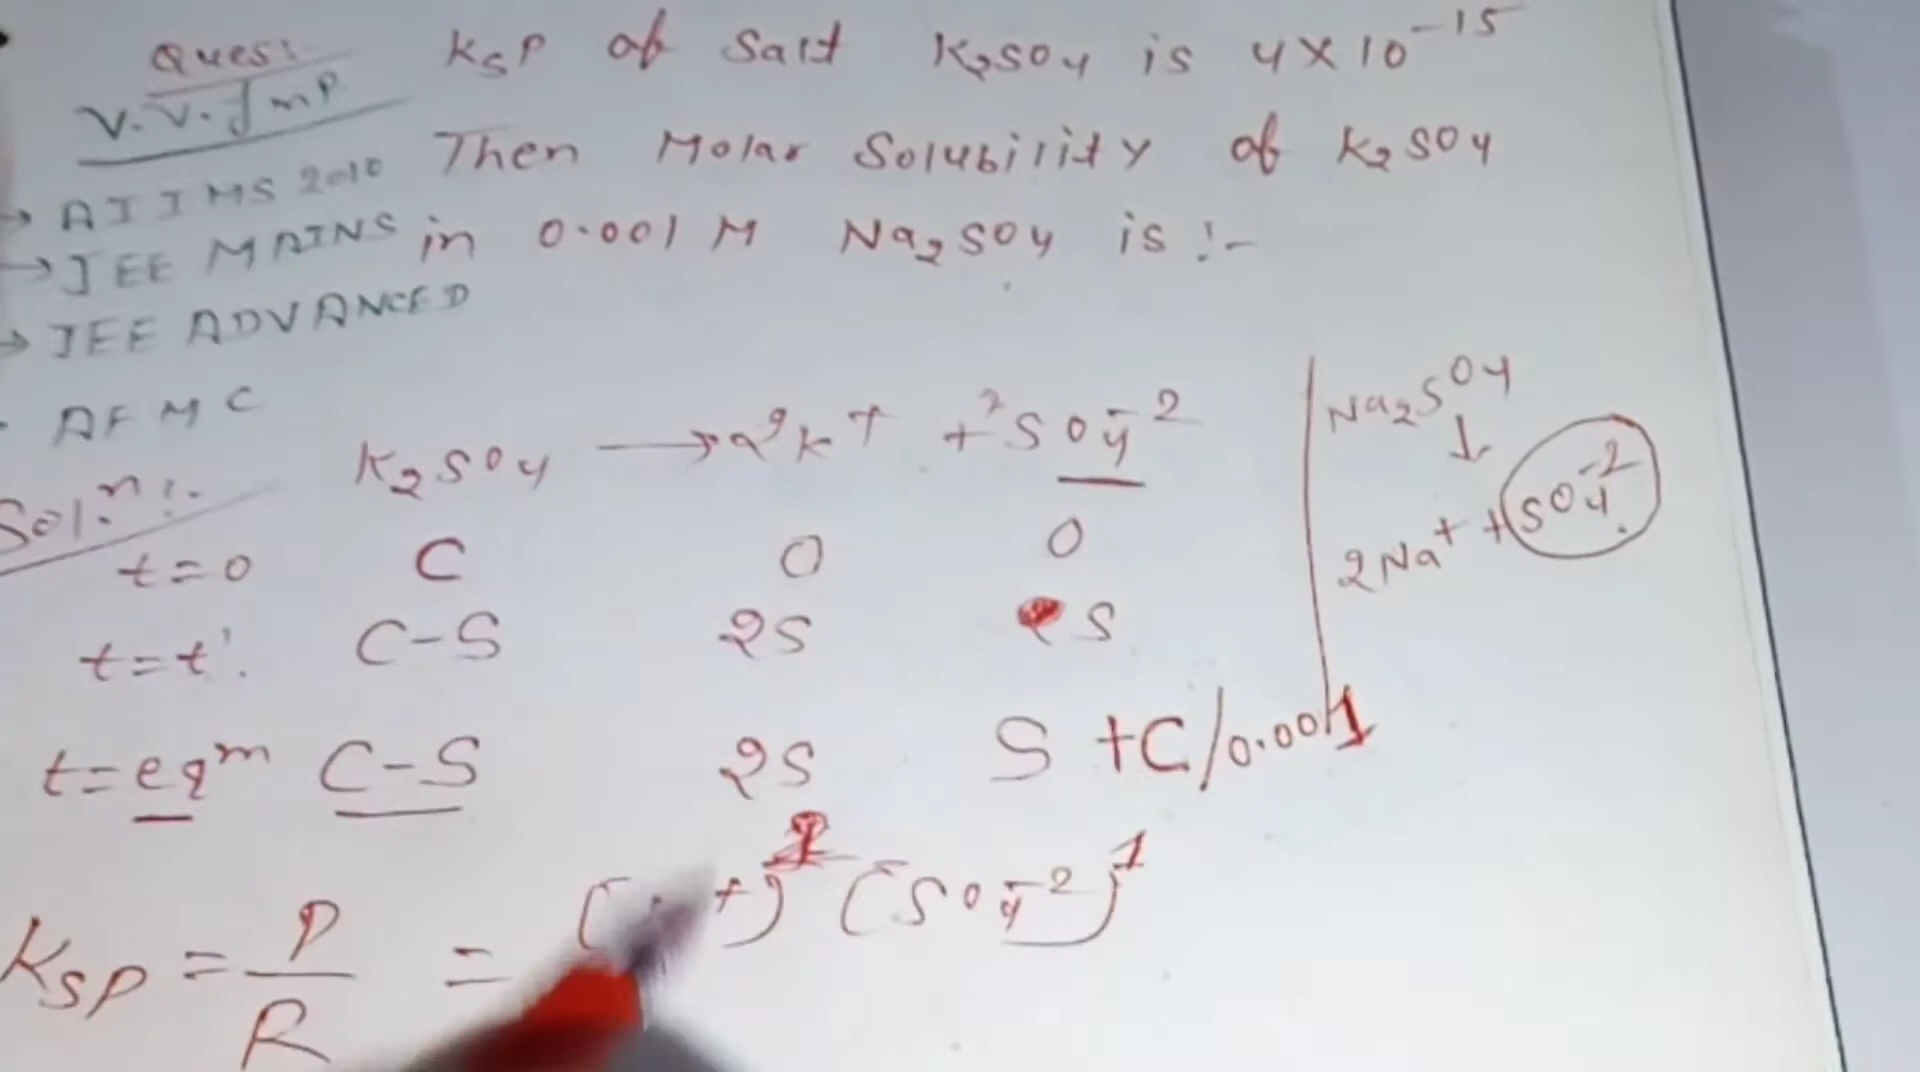 Ques:
V.V.Imp
→ AIIMS 2010
→ JEE MAINS
→ JEE ADVANCED
AFMC
KSP of Salt K2SO4 is 4×10-15
Then Molar Solubility of K2SO4
in 0.001 M Na2SO4 is :-
Soln:-
K2SO4 → 2K+ + SO4-2
t=0 C 0 0
t=t' C-S 2S S
t=eqm C-S 2S S +C/0.001
KSP = P/R = [ +]2 [SO4-2]1
Na2SO4
↓
2Na+ + SO4-2